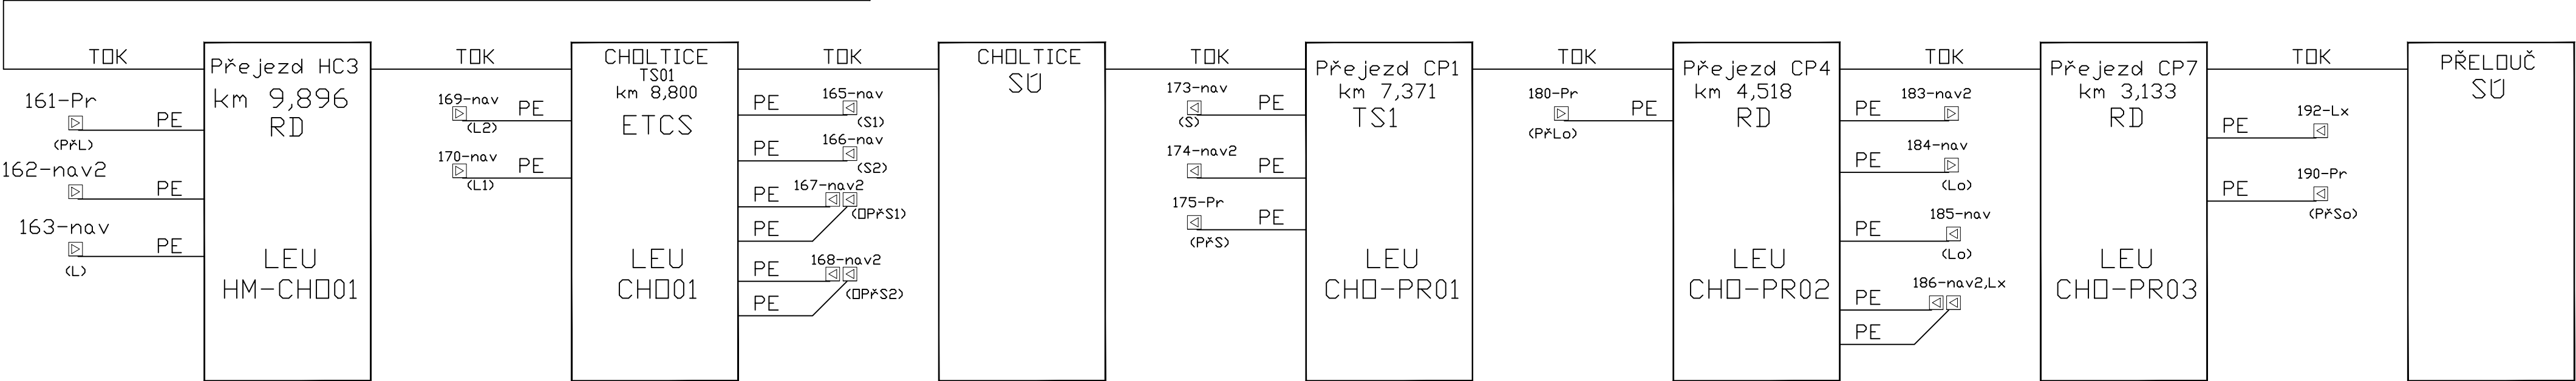 TOK
161-Pr
PE
(PřL)
162-nav2
PE
163-nav
PE
(L)
Přejezd HC3
km 9,896
RD
LEU
HM-CHO01
TOK
169-nav
PE
(L2)
170-nav
PE
(L1)
CHOLTICE
TS01
km 8,800
ETCS
LEU
CHO01
TOK
165-nav
PE
(S1)
166-nav
PE
(S2)
167-nav2
PE
(OPřS1)
PE
168-nav2
PE
(OPřS2)
PE
CHOLTICE
SÚ
TOK
173-nav
PE
(S)
174-nav2
PE
175-Pr
PE
(PřS)
Přejezd CP1
km 7,371
TS1
LEU
CHO-PR01
TOK
180-Pr
PE
(PřLo)
Přejezd CP4
km 4,518
RD
LEU
CHO-PR02
TOK
183-nav2
PE
184-nav
PE
(Lo)
185-nav
PE
(Lo)
186-nav2,Lx
PE
PE
Přejezd CP7
km 3,133
RD
LEU
CHO-PR03
TOK
192-Lx
PE
190-Pr
PE
(PřSo)
PŘELOUČ
SÚ